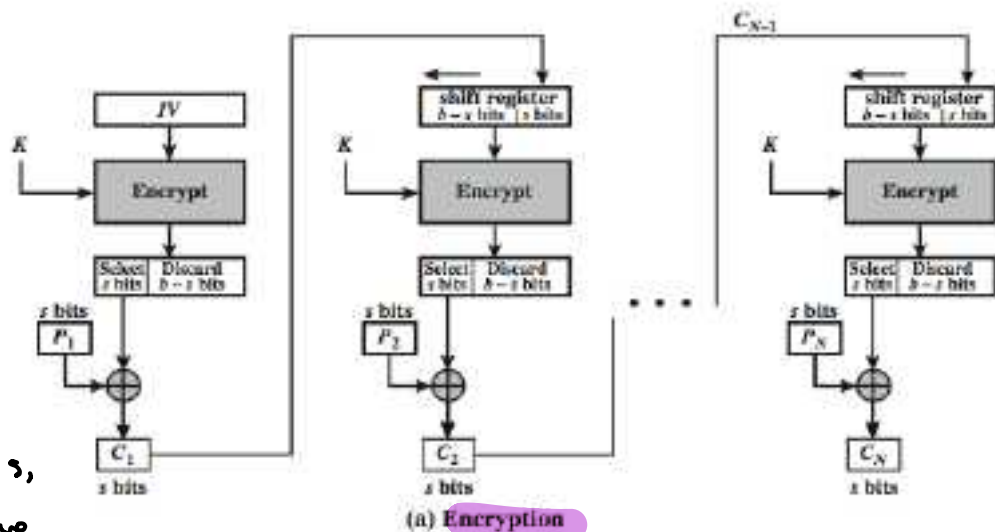 C_{N-1}
IV
shift register
b – s bits | s bits
shift register
b – s bits | s bits
K
K
K
Encrypt
Encrypt
Encrypt
Select
s bits
Discard
b – s bits
Select
s bits
Discard
b – s bits
Select
s bits
Discard
b – s bits
s bits
P_1
s bits
P_2
• • •
s bits
P_N
C_1
C_2
C_N
s bits
s bits
s bits
(a) Encryption